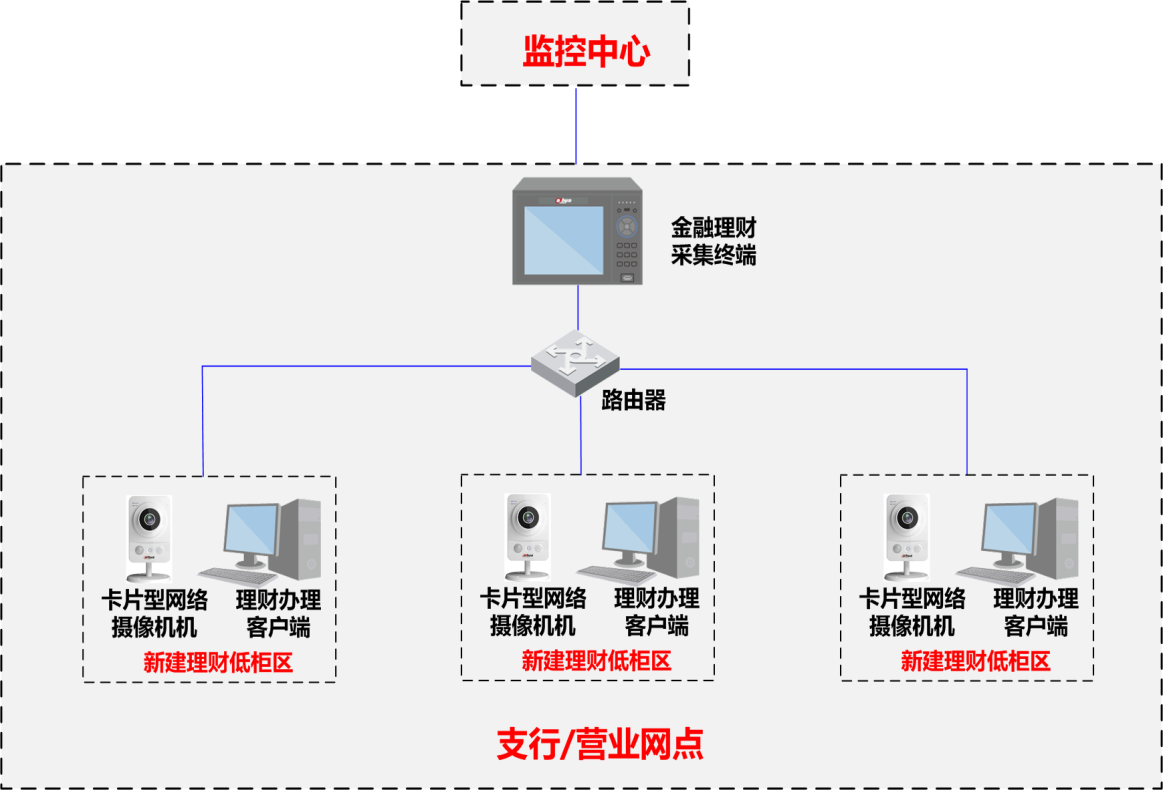 监控中心
alhua
金融理财
采集终端
路由器
卡片型网络
摄像机机
理财办理
客户端
新建理财低柜区
卡片型网络
摄像机机
理财办理
客户端
新建理财低柜区
卡片型网络
摄像机机
理财办理
客户端
新建理财低柜区
支行/营业网点